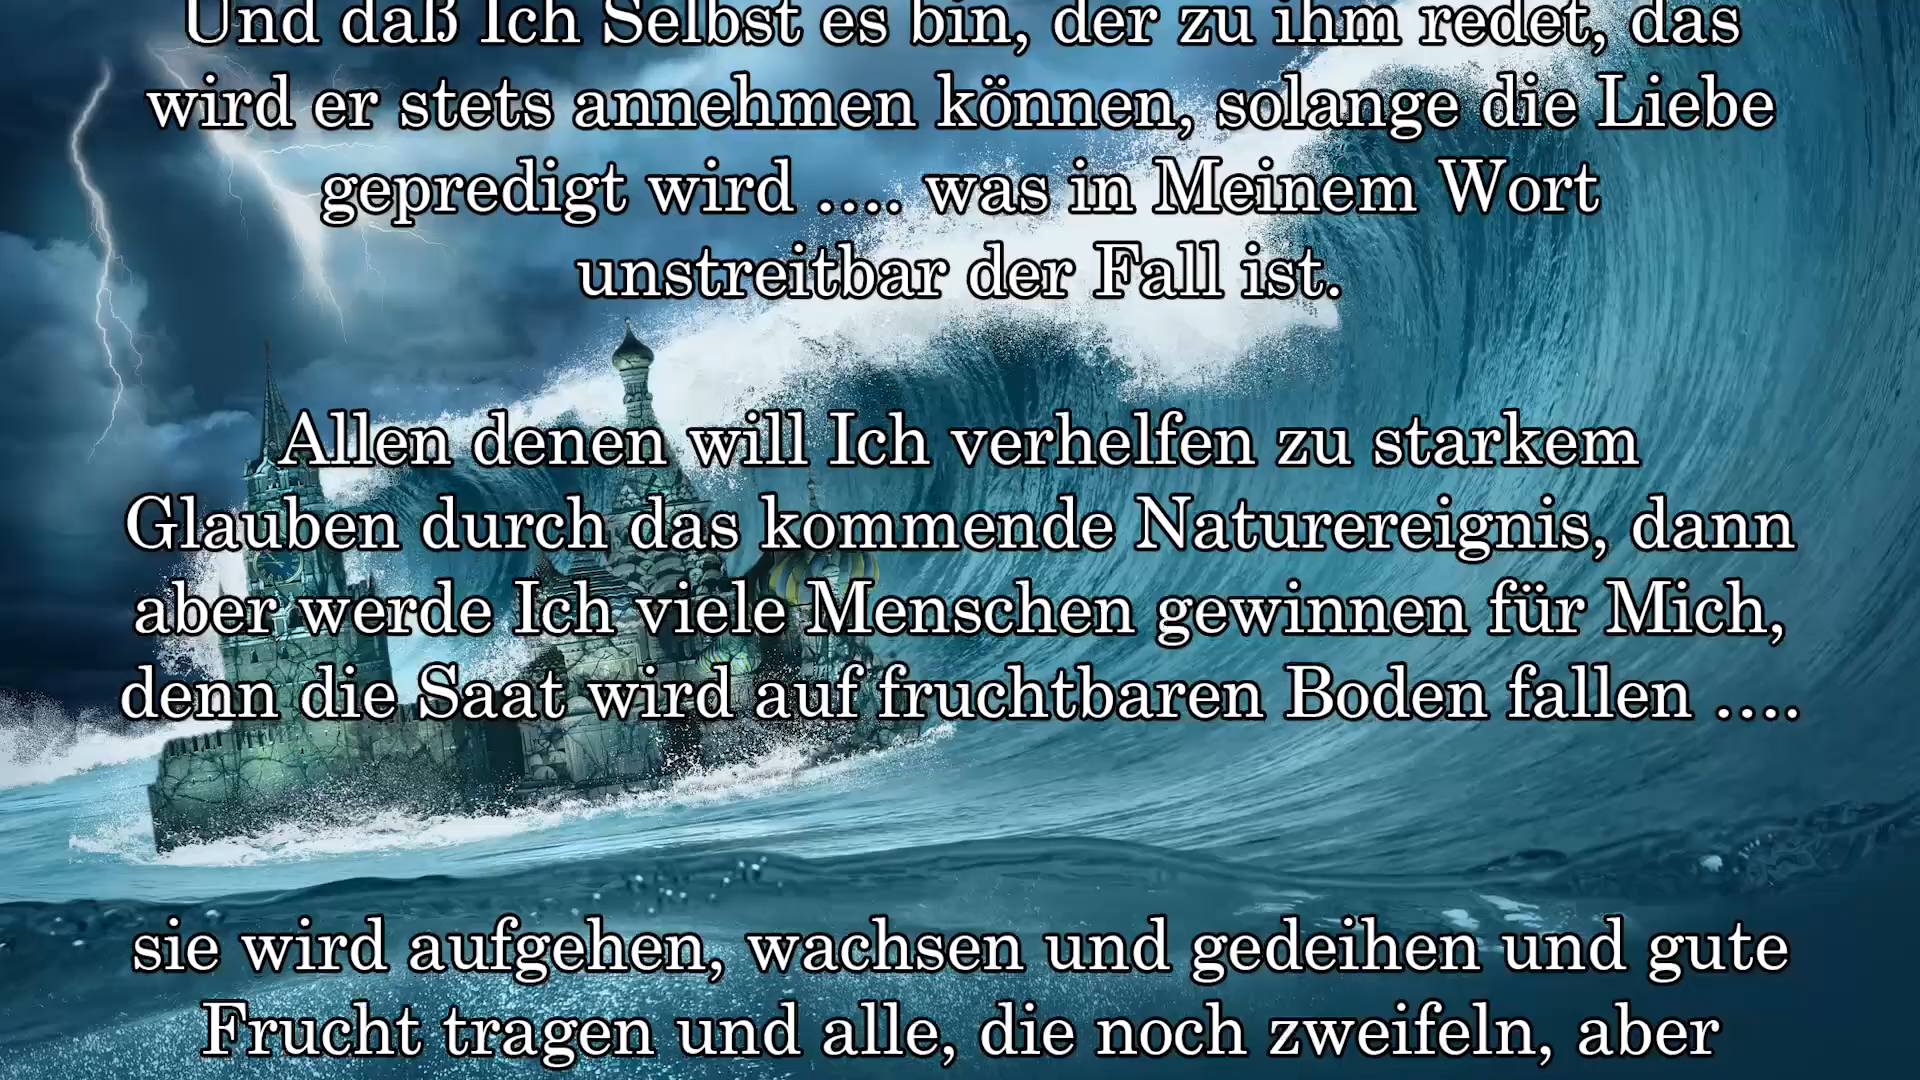 Und daß Ich Selbst es bin, der zu ihm redet, das
wird er stets annehmen können, solange die Liebe
gepredigt wird .... was in Meinem Wort
unstreitbar der Fall ist.
Allen denen will Ich verhelfen zu starkem
Glauben durch das kommende Naturereignis, dann
aber werde Ich viele Menschen gewinnen für Mich,
denn die Saat wird auf fruchtbaren Boden fallen ....
sie wird aufgehen, wachsen und gedeihen und gute
Frucht tragen und alle, die noch zweifeln, aber